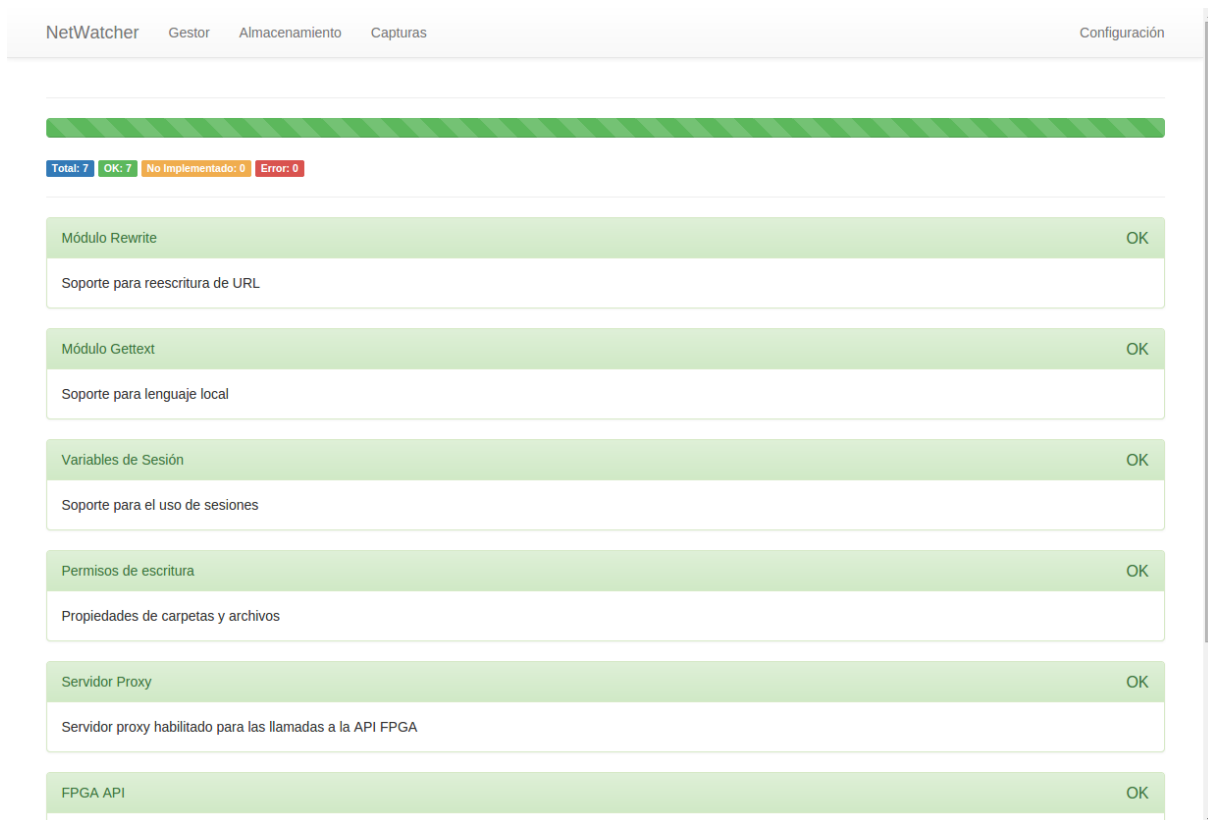 NetWatcher Gestor Almacenamiento Capturas Configuración
Total: 7 OK: 7 No Implementado: 0 Error: 0
Módulo Rewrite OK
Soporte para reescritura de URL
Módulo Gettext OK
Soporte para lenguaje local
Variables de Sesión OK
Soporte para el uso de sesiones
Permisos de escritura OK
Propiedades de carpetas y archivos
Servidor Proxy OK
Servidor proxy habilitado para las llamadas a la API FPGA
FPGA API OK